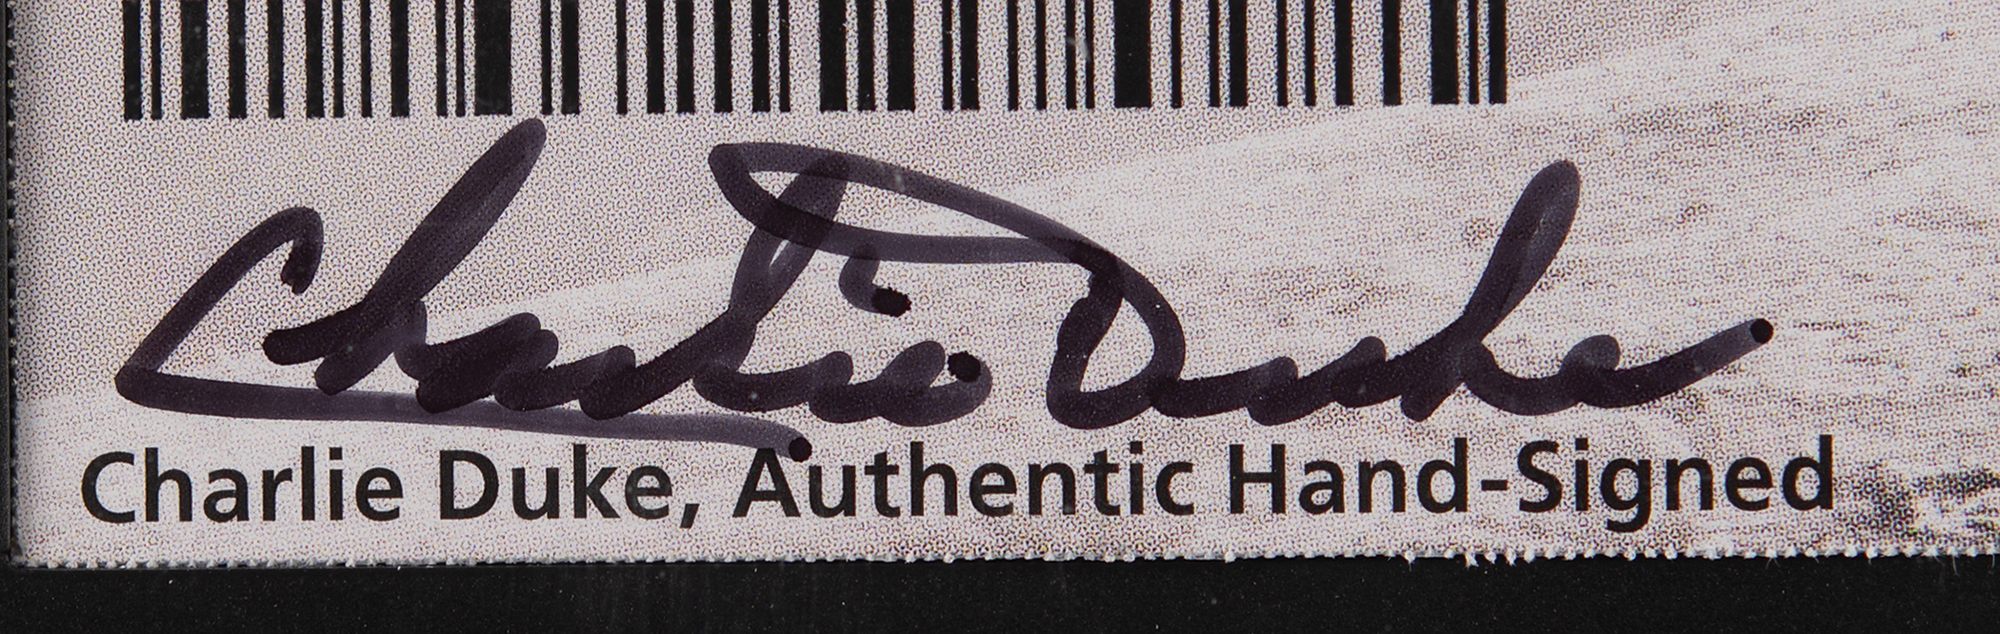 Charlie Duke
Charlie Duke, Authentic Hand-Signed